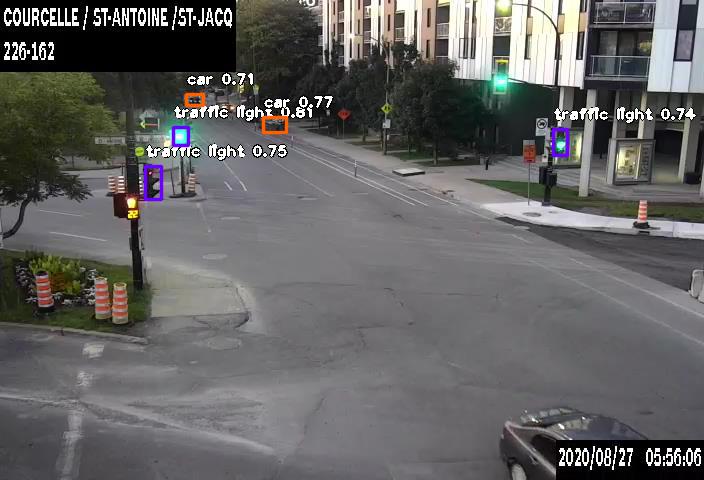 COURCELLE / ST-ANTOINE /ST-JACQ
226-162
car 0.71
car 0.77
traffic light 0.81
traffic light 0.74
traffic light 0.75
22
2020/08/27 05:56:06